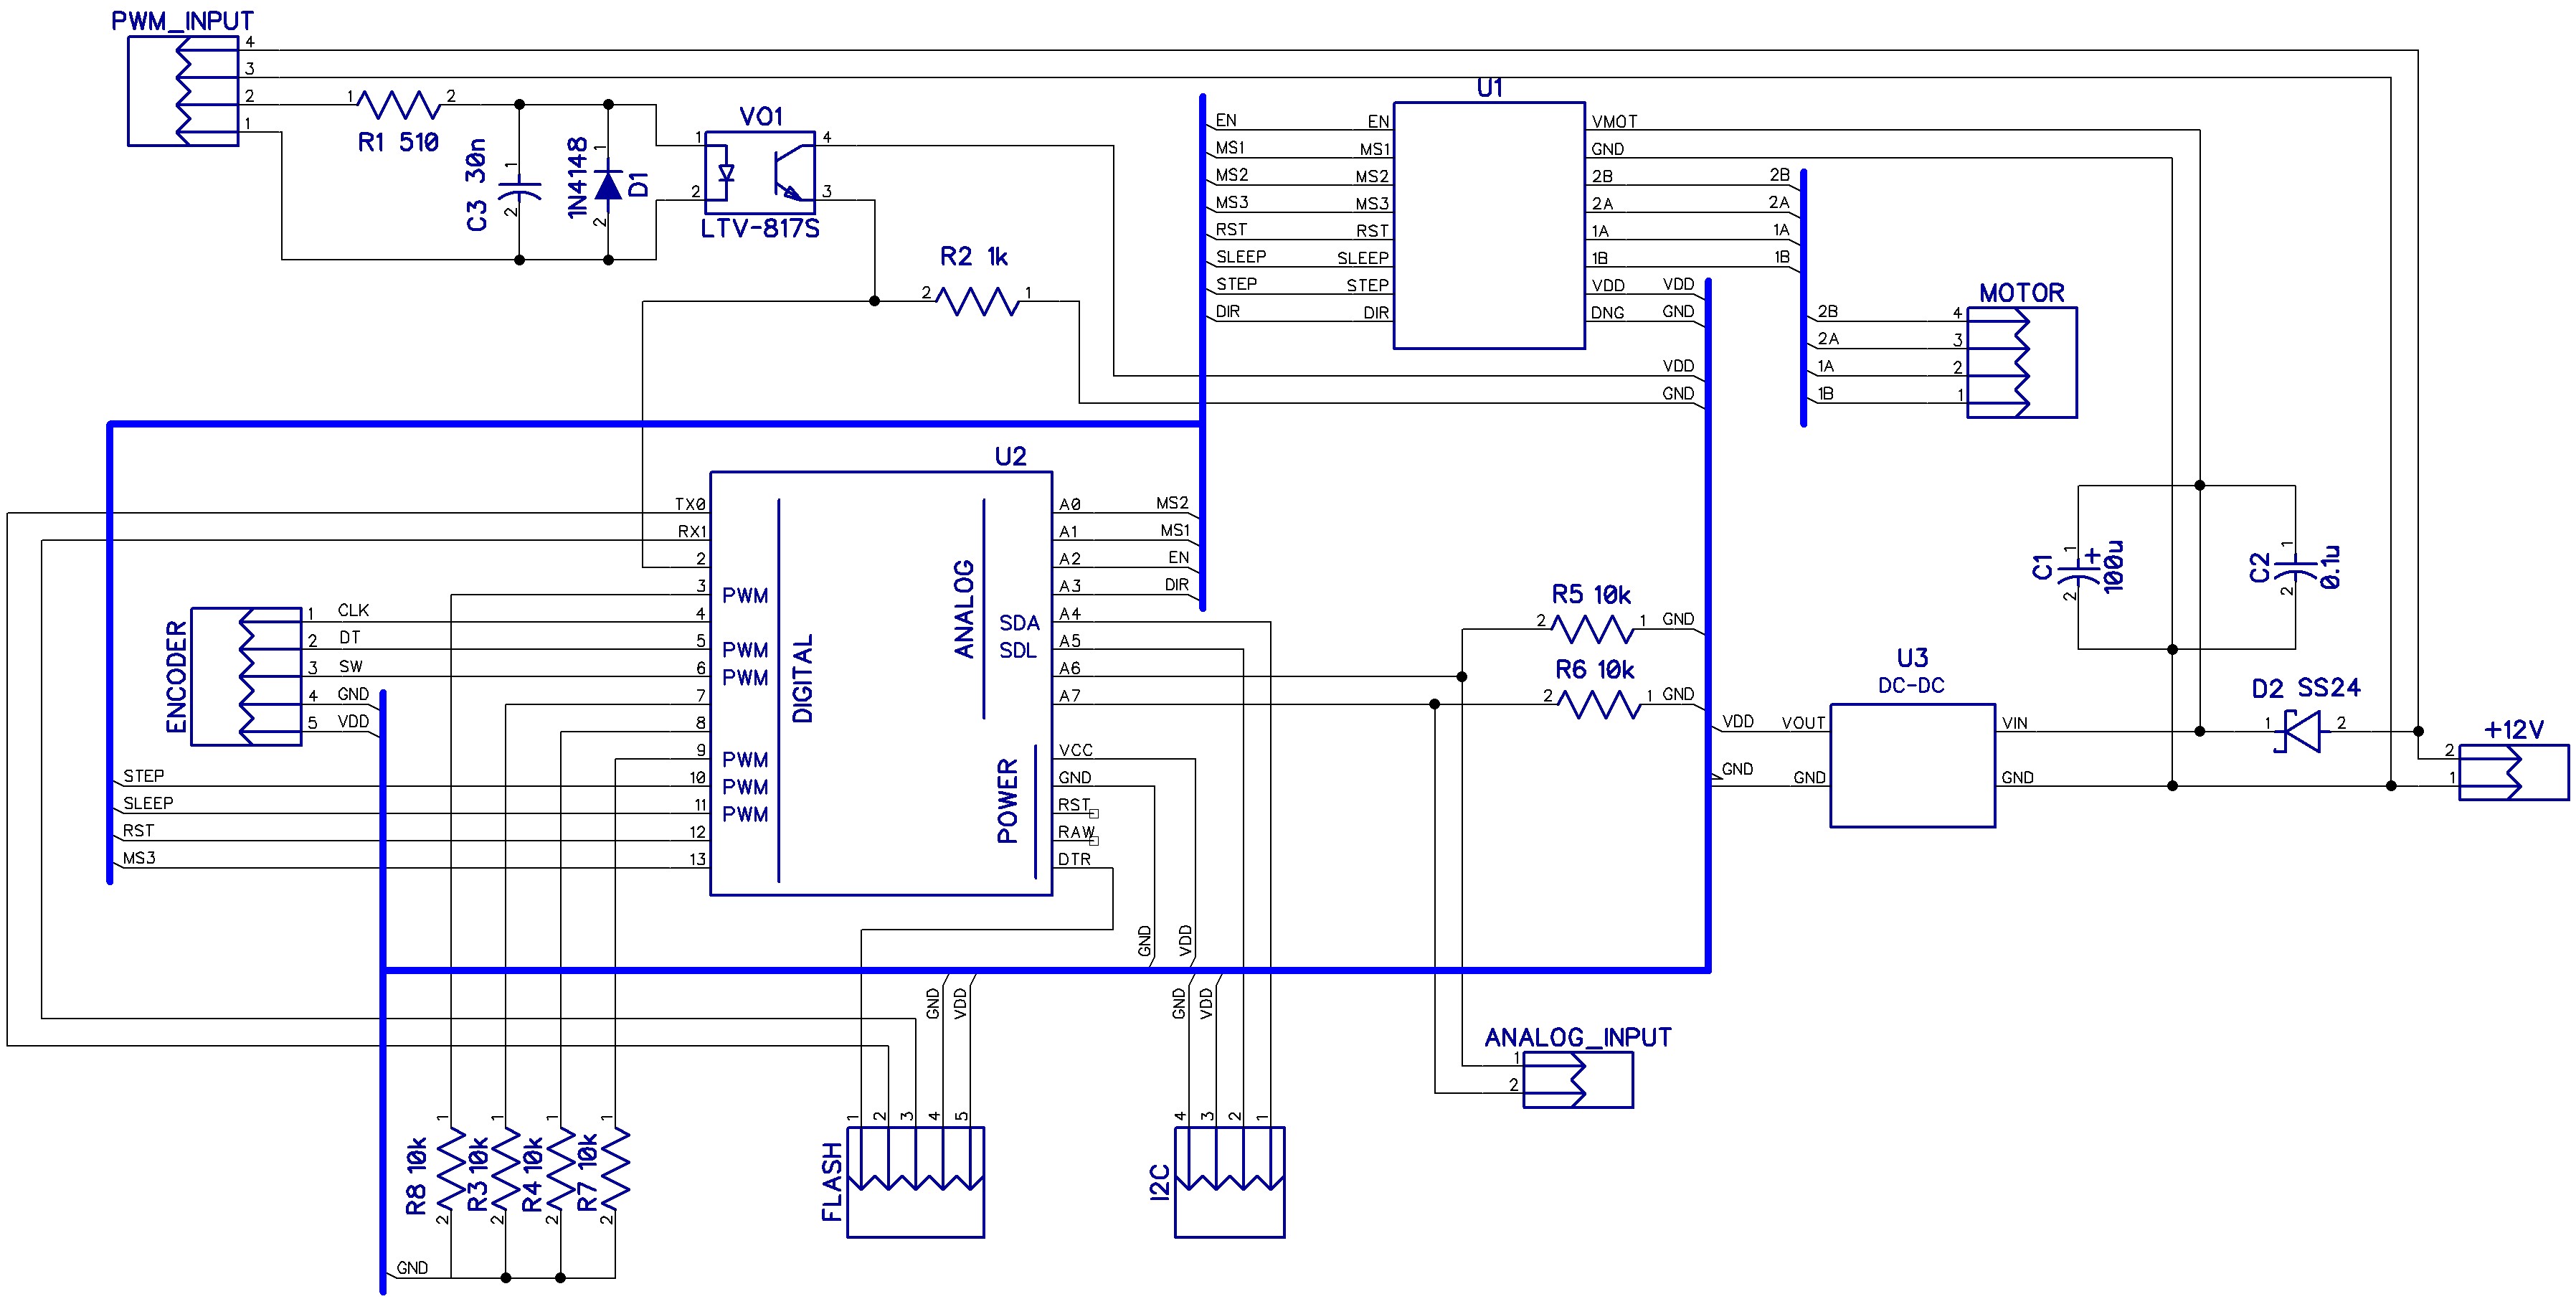 PWM_INPUT
4
3
2
1
1 2
R1 510
C3 30n
1
2
1N4148
D1
1
2
VO1
1
2
4
3
LTV-817S
R2 1k
2 1
U1
EN EN
MS1 MS1
MS2 MS2
MS3 MS3
RST RST
SLEEP SLEEP
STEP STEP
DIR DIR
VMOT
GND
2B 2B
2A 2A
1A 1A
1B 1B
VDD VDD
DNG GND
VDD
GND
MOTOR
2B 4
2A 3
1A 2
1B 1
U2
TX0
RX1
2
3 PWM
4
5 PWM
6 PWM
7
8
9 PWM
10 PWM
11 PWM
12
13
DIGITAL
ANALOG
POWER
A0 MS2
A1 MS1
A2 EN
A3 DIR
SDA A4
SDL A5
A6
A7
VCC
GND
RST
RAW
DTR
GND
VDD
ENCODER
1 CLK
2 DT
3 SW
4 GND
5 VDD
STEP
SLEEP
RST
MS3
R5 10k
2 1 GND
R6 10k
2 1 GND
C1
1
+
100u
2
C2
1
0.1u
2
U3
DC-DC
VDD VOUT
GND GND
VIN
GND
D2 SS24
1 2
+12V
2
1
ANALOG_INPUT
1
2
GND
VDD
GND
VDD
1
2
3
4
5
FLASH
4
3
2
1
I2C
1
1
1
1
R8 10k
R3 10k
R4 10k
R7 10k
2
2
2
2
GND